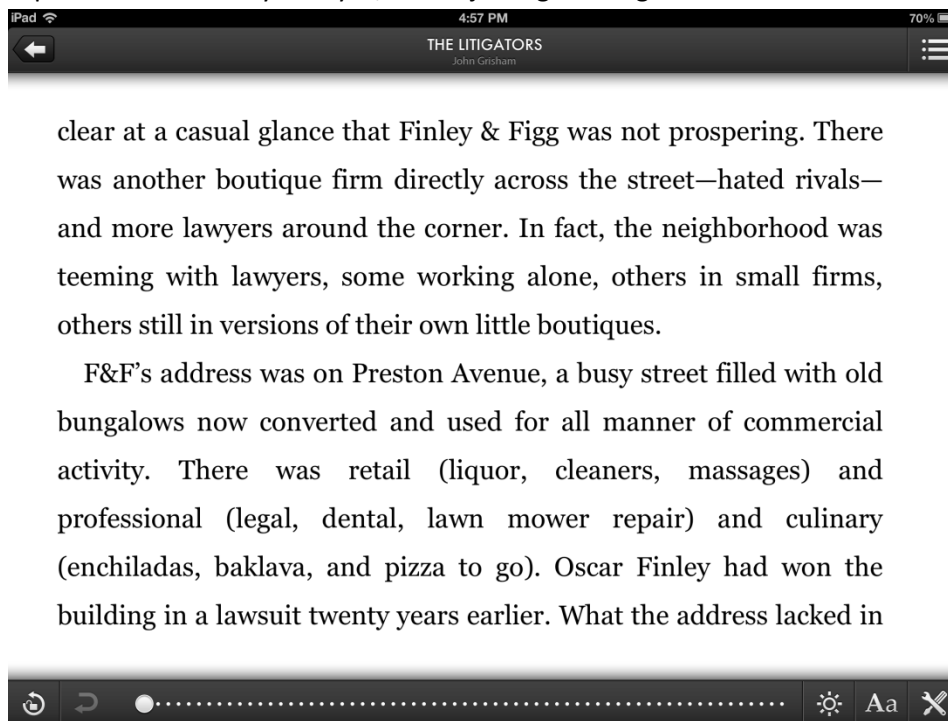 iPad 4:57 PM 70%
THE LITIGATORS
John Grisham
clear at a casual glance that Finley & Figg was not prospering. There
was another boutique firm directly across the street—hated rivals—
and more lawyers around the corner. In fact, the neighborhood was
teeming with lawyers, some working alone, others in small firms,
others still in versions of their own little boutiques.
F&F’s address was on Preston Avenue, a busy street filled with old
bungalows now converted and used for all manner of commercial
activity. There was retail (liquor, cleaners, massages) and
professional (legal, dental, lawn mower repair) and culinary
(enchiladas, baklava, and pizza to go). Oscar Finley had won the
building in a lawsuit twenty years earlier. What the address lacked in
Aa